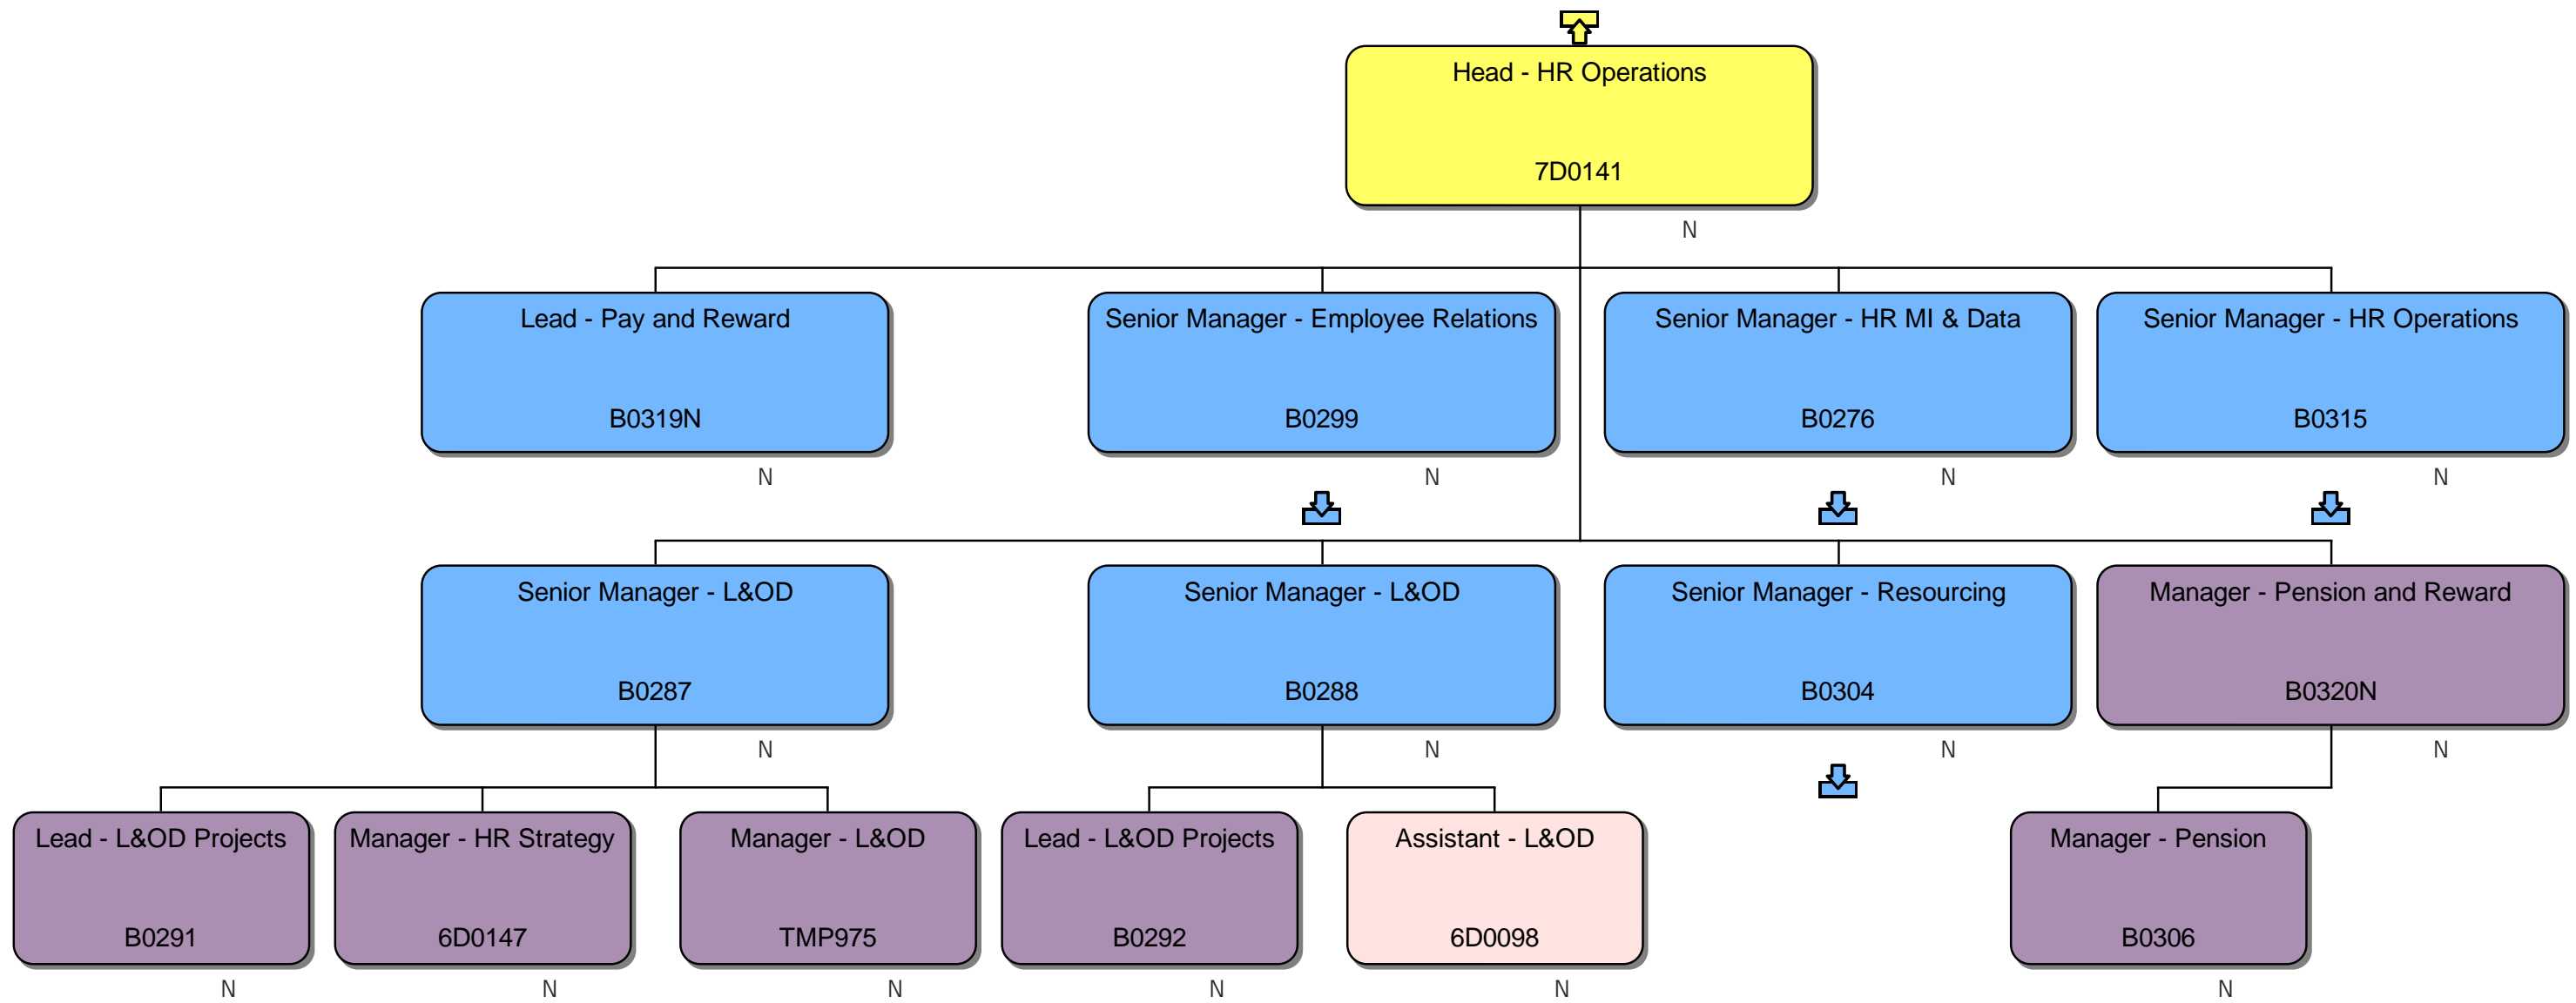 Head - HR Operations
7D0141
N
Lead - Pay and Reward
B0319N
N
Senior Manager - Employee Relations
B0299
N
Senior Manager - HR MI & Data
B0276
N
Senior Manager - HR Operations
B0315
N
Senior Manager - L&OD
B0287
N
Senior Manager - L&OD
B0288
N
Senior Manager - Resourcing
B0304
N
Manager - Pension and Reward
B0320N
N
Lead - L&OD Projects
B0291
N
Manager - HR Strategy
6D0147
N
Manager - L&OD
TMP975
N
Lead - L&OD Projects
B0292
N
Assistant - L&OD
6D0098
N
Manager - Pension
B0306
N